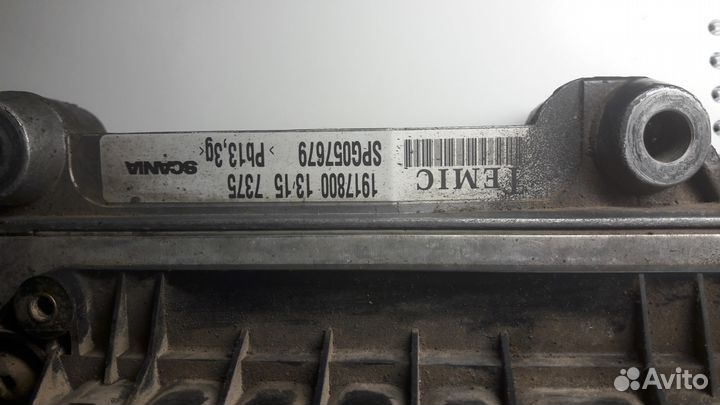 TEMIC
1917800 13-15 7375
SPG057679 >Pb13,3g<
SCANIA
Avito